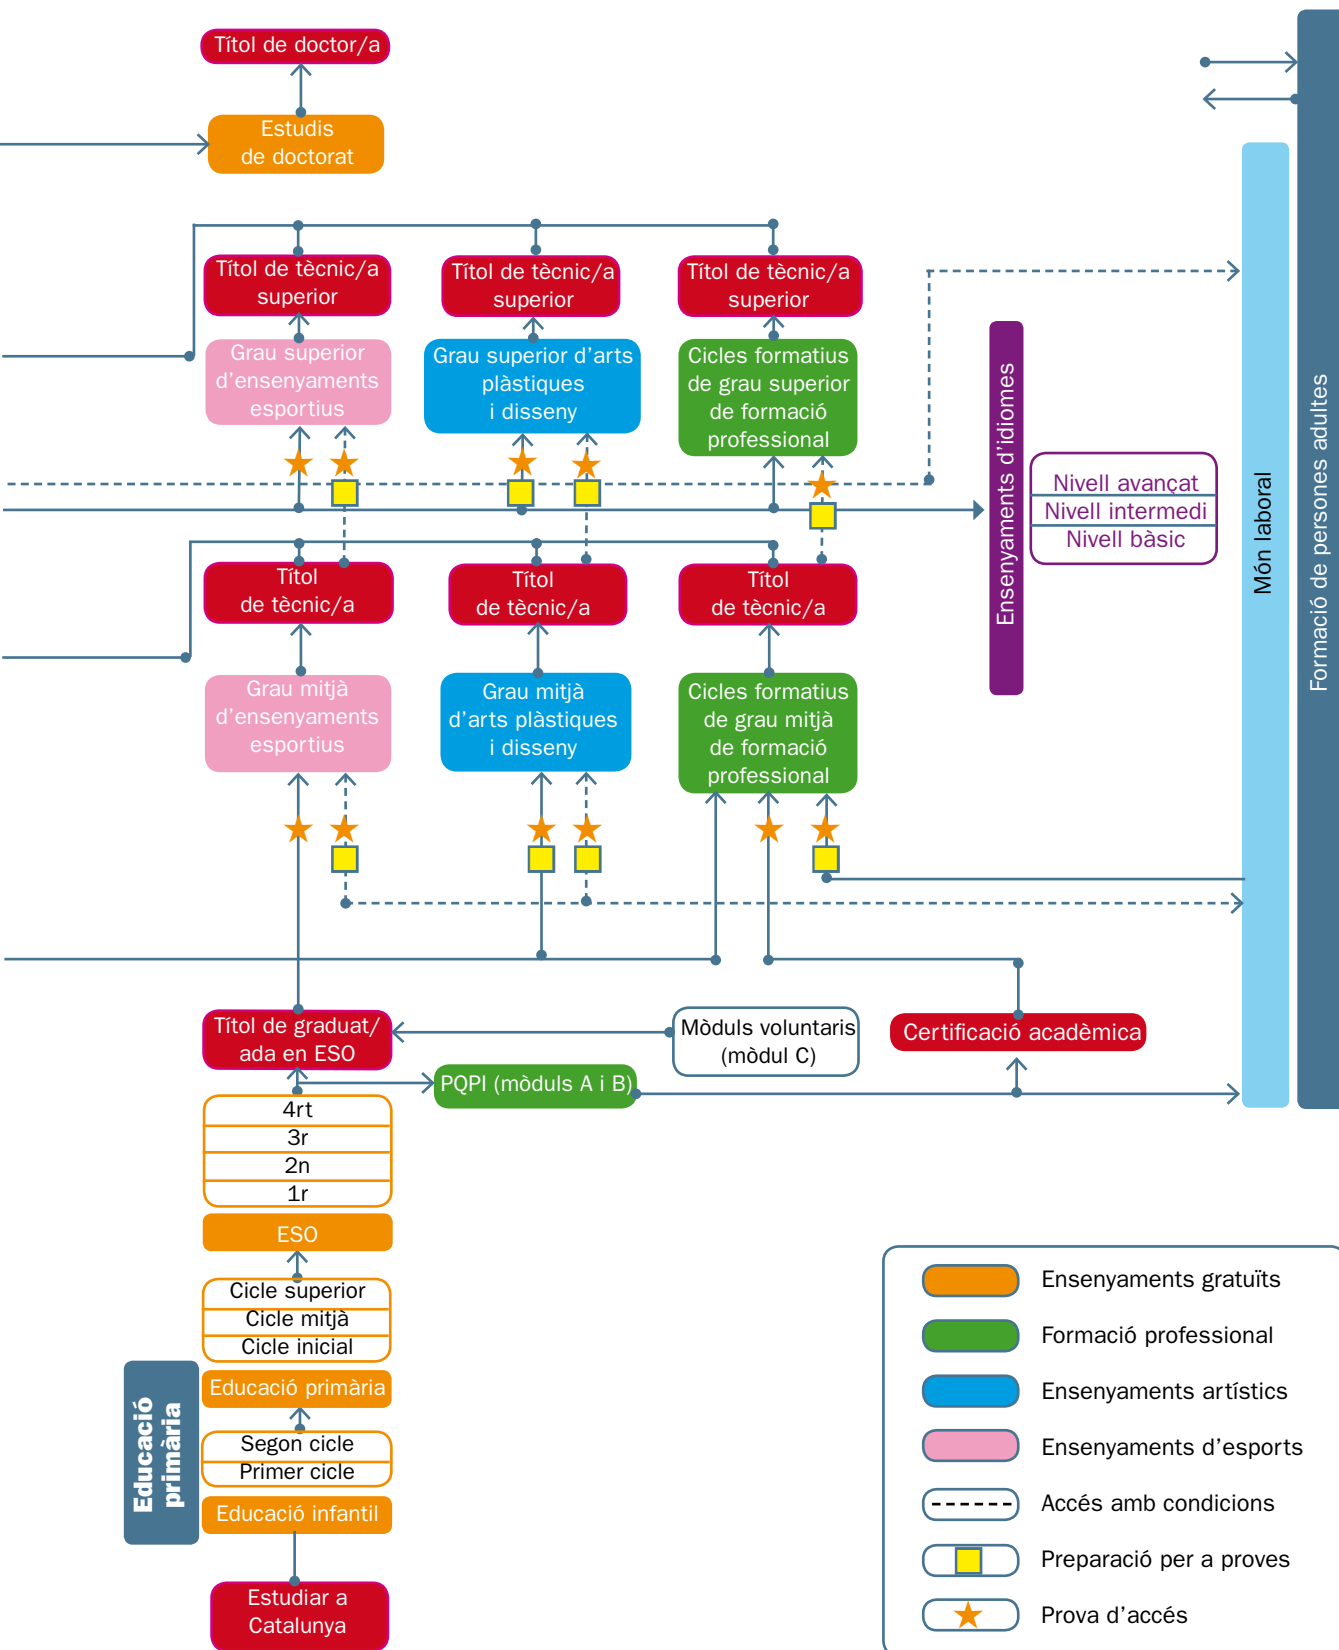 Títol de doctor/a
Estudis
de doctorat
Títol de tècnic/a
superior
Títol de tècnic/a
superior
Títol de tècnic/a
superior
Grau superior
d’ensenyaments
esportius
Grau superior d’arts
plàstiques
i disseny
Cicles formatius
de grau superior
de formació
professional
Títol
de tècnic/a
Títol
de tècnic/a
Títol
de tècnic/a
Grau mitjà
d’ensenyaments
esportius
Grau mitjà
d’arts plàstiques
i disseny
Cicles formatius
de grau mitjà
de formació
professional
Ensenyaments d’idiomes
Nivell avançat
Nivell intermedi
Nivell bàsic
Món laboral
Formació de persones adultes
Títol de graduat/
ada en ESO
Mòduls voluntaris
(mòdul C)
Certificació acadèmica
PQPI (mòduls A i B)
4rt
3r
2n
1r
ESO
Cicle superior
Cicle mitjà
Cicle inicial
Educació primària
Educació
primària
Segon cicle
Primer cicle
Educació infantil
Estudiar a
Catalunya
Ensenyaments gratuïts
Formació professional
Ensenyaments artístics
Ensenyaments d’esports
Accés amb condicions
Preparació per a proves
Prova d’accés